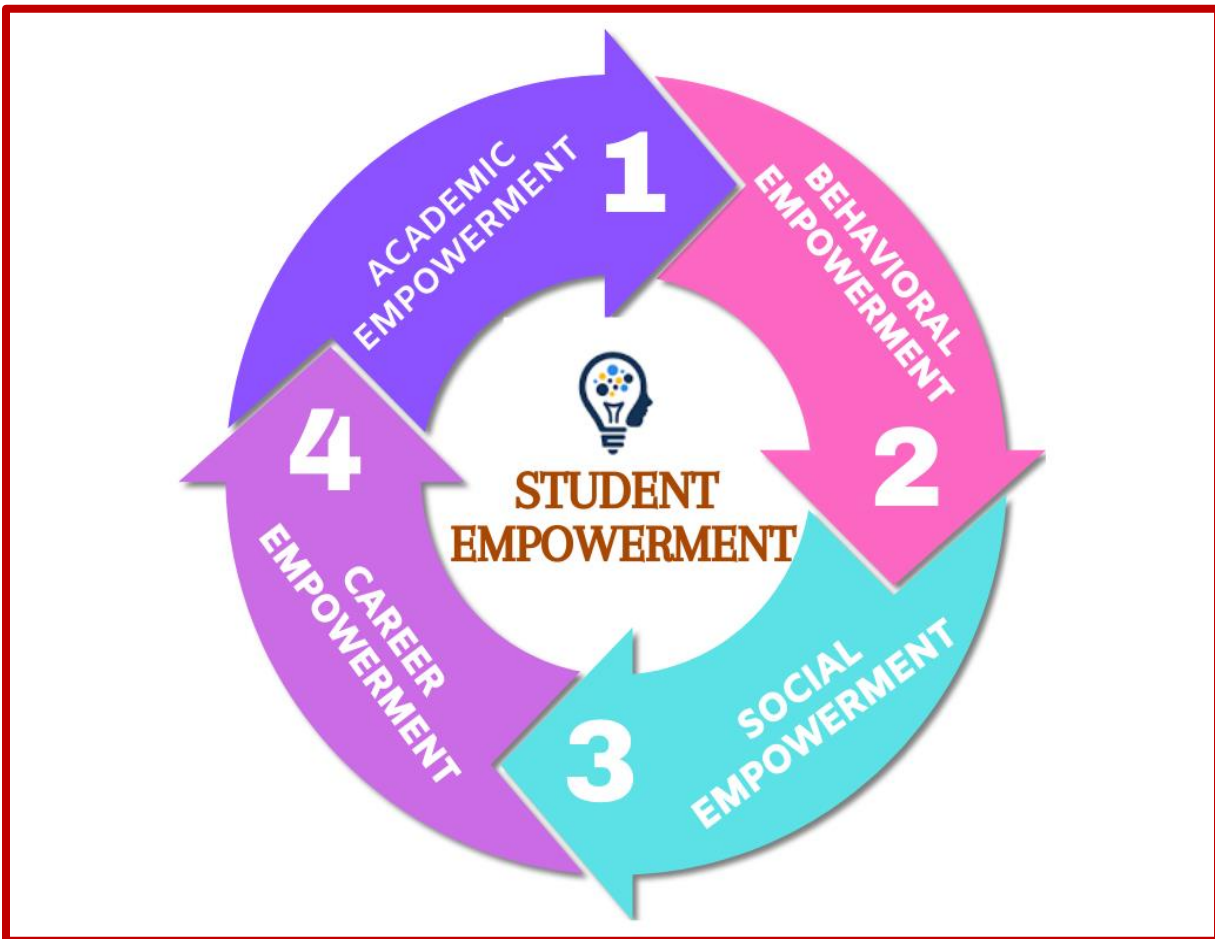 ACADEMIC
EMPOWERMENT
1
BEHAVIORAL
EMPOWERMENT
2
SOCIAL
EMPOWERMENT
3
CAREER
EMPOWERMENT
4
STUDENT
EMPOWERMENT